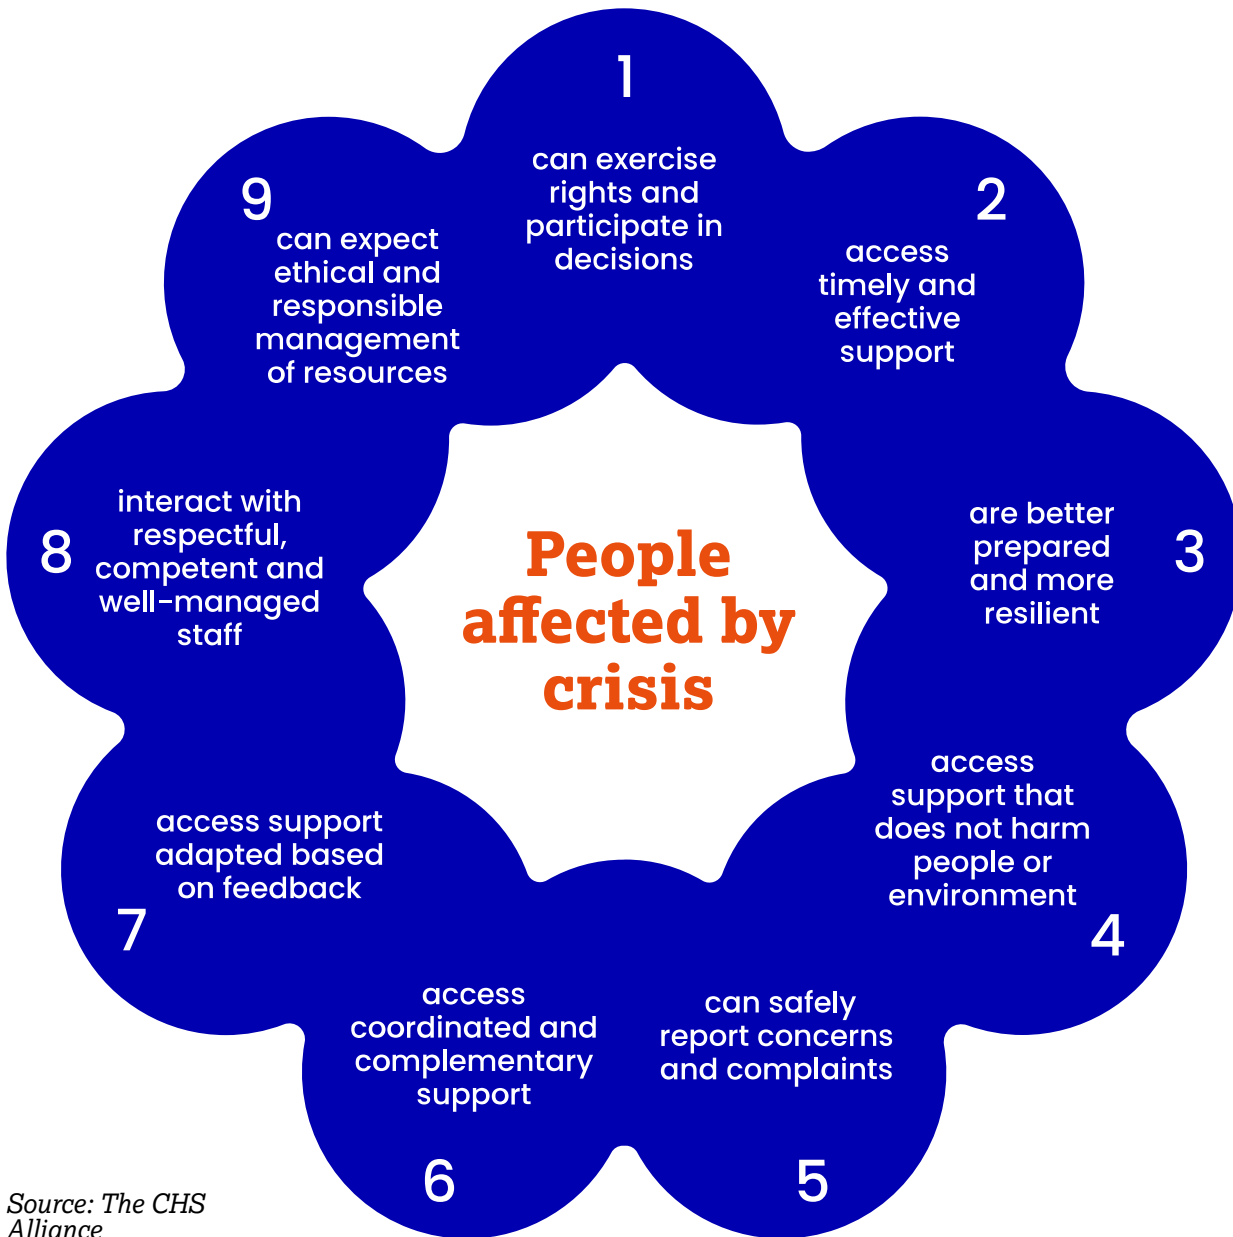 1
can exercise
rights and
participate in
decisions
2
access
timely and
effective
support
3
are better
prepared
and more
resilient
4
access
support that
does not harm
people or
environment
5
can safely
report concerns
and complaints
6
access
coordinated and
complementary
support
7
access support
adapted based
on feedback
8
interact with
respectful,
competent and
well-managed
staff
9
can expect
ethical and
responsible
management
of resources
People
affected by
crisis
Source: The CHS
Alliance